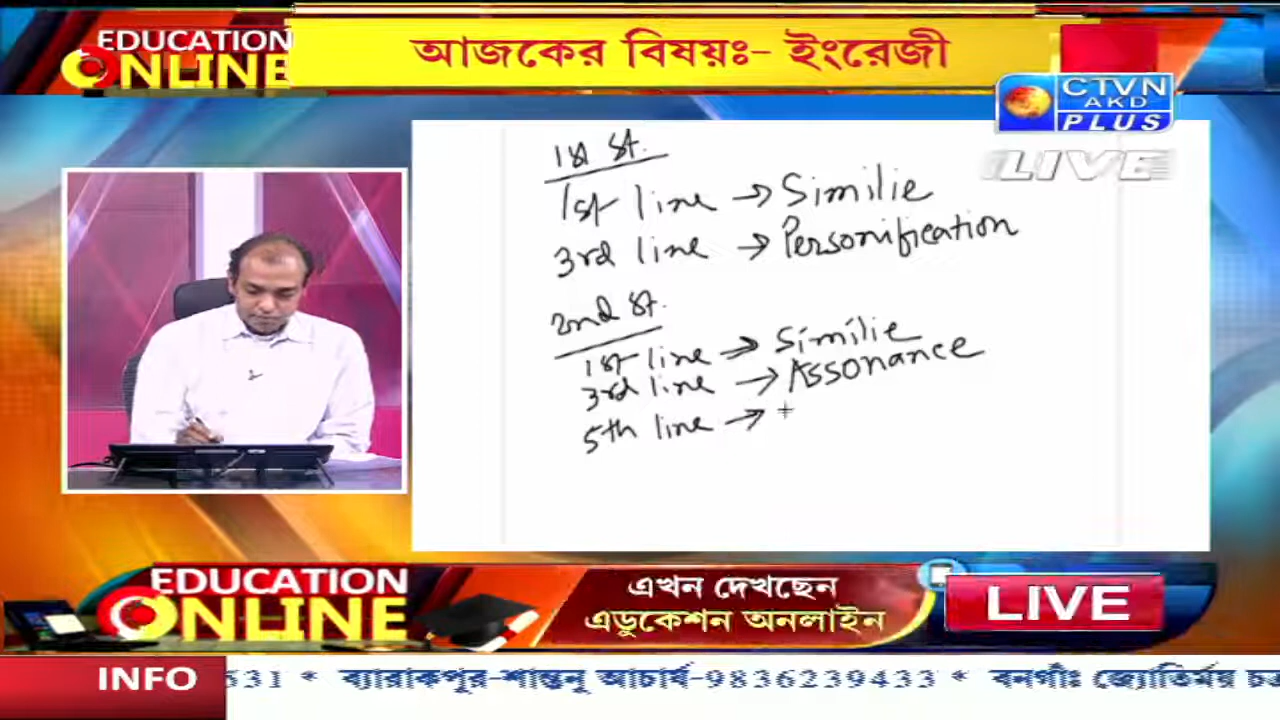 EDUCATION
ONLINE
আজকের বিষয়ঃ- ইংরেজী
CTVN
AKD
PLUS
LIVE
1st st.
1st line → Similie
3rd line → Personification
2nd st.
1st line → Similie
3rd line → Assonance
5th line →
EDUCATION
ONLINE
এখন দেখছেন
এডুকেশন অনলাইন
LIVE
INFO
531 * ব্যারাকপুর-শান্তনু আচার্য-9836239433 * বনগাঁঃ জ্যোতির্ময়